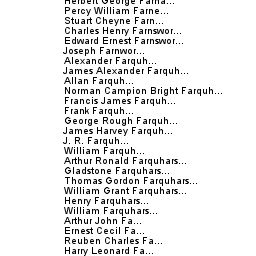 Herbert George Farna...
Percy William Farne...
Stuart Cheyne Farn...
Charles Henry Farnswor...
Edward Ernest Farnswor...
Joseph Farnwor...
Alexander Farquh...
James Alexander Farquh...
Allan Farquh...
Norman Campion Bright Farquh...
Francis James Farquh...
Frank Farquh...
George Rough Farquh...
James Harvey Farquh...
J. R. Farquh...
William Farquh...
Arthur Ronald Farquhars...
Gladstone Farquhars...
Thomas Gordon Farquhars...
William Grant Farquhars...
Henry Farquhars...
William Farquhars...
Arthur John Fa...
Ernest Cecil Fa...
Reuben Charles Fa...
Harry Leonard Fa...